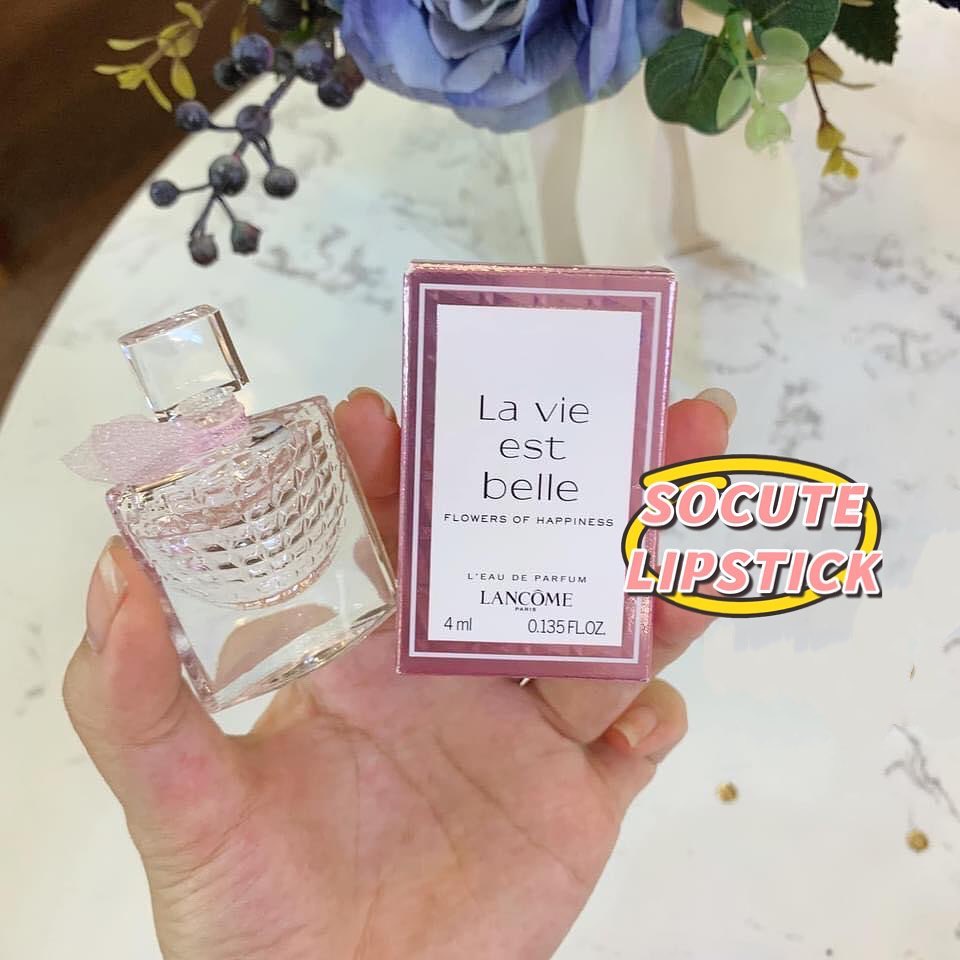 La vie
est
belle
FLOWERS OF HAPPINESS
L'EAU DE PARFUM
LANCÔME
PARIS
4 ml 0.135 FL.OZ.
SOCUTE
LIPSTICK